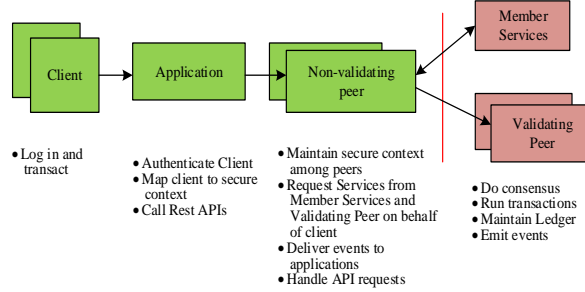 Client
Application
Non-validating
peer
Member
Services
Validating
Peer
• Log in and
transact
• Authenticate Client
• Map client to secure
context
• Call Rest APIs
• Maintain secure context
among peers
• Request Services from
Member Services and
Validating Peer on behalf
of client
• Deliver events to
applications
• Handle API requests
• Do consensus
• Run transactions
• Maintain Ledger
• Emit events